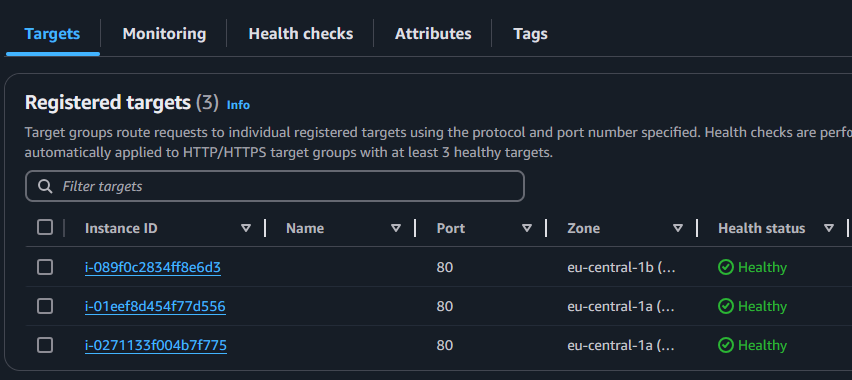 Targets Monitoring Health checks Attributes Tags
Registered targets (3) Info
Target groups route requests to individual registered targets using the protocol and port number specified. Health checks are perfo
automatically applied to HTTP/HTTPS target groups with at least 3 healthy targets.
Filter targets
Instance ID Name Port Zone Health status
i-089f0c2834ff8e6d3 80 eu-central-1b (... Healthy
i-01eef8d454f77d556 80 eu-central-1a (... Healthy
i-0271133f004b7f775 80 eu-central-1a (... Healthy